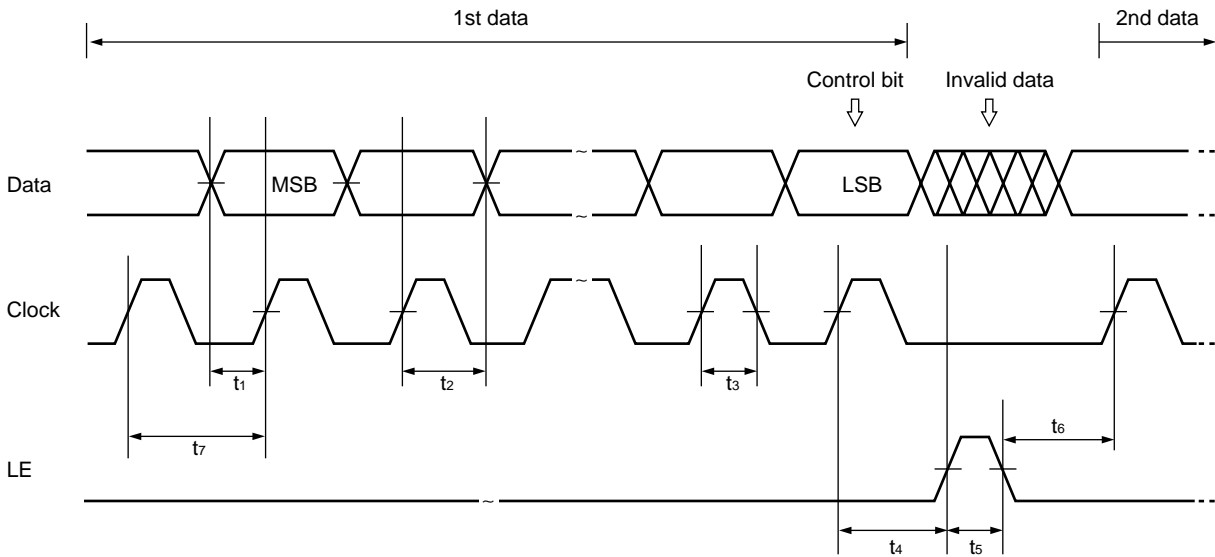 1st data
2nd data
Control bit
Invalid data
Data
MSB
LSB
Clock
t1
t2
t3
t7
t6
LE
t4
t5